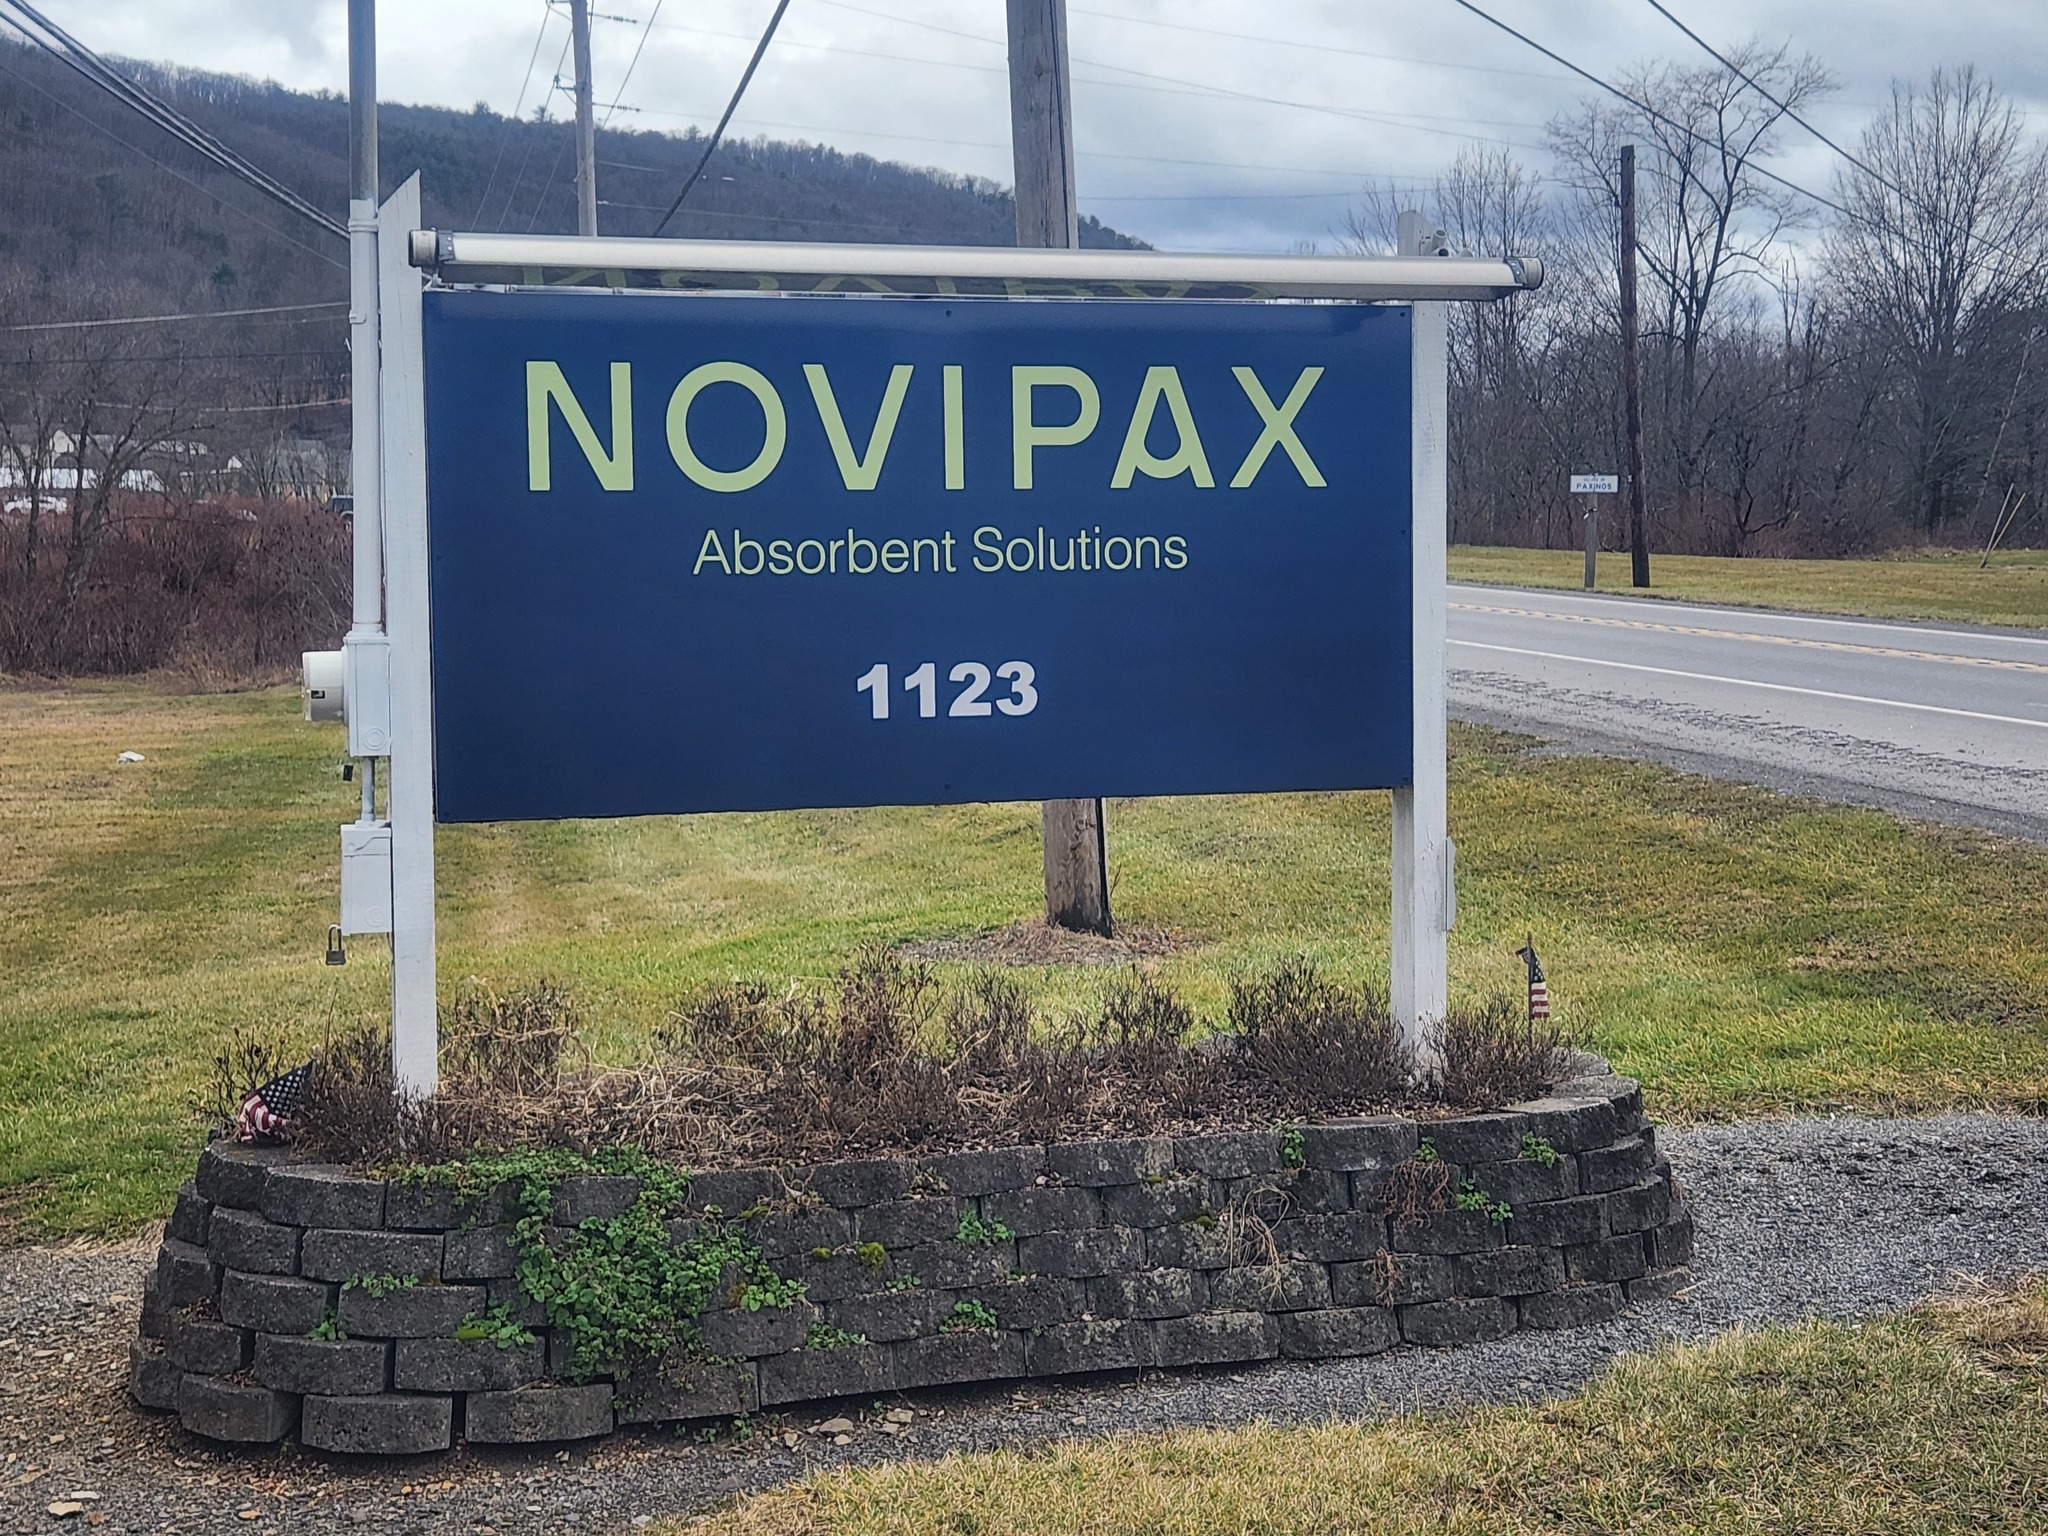 NOVIPAX
Absorbent Solutions
1123
PAXINOS